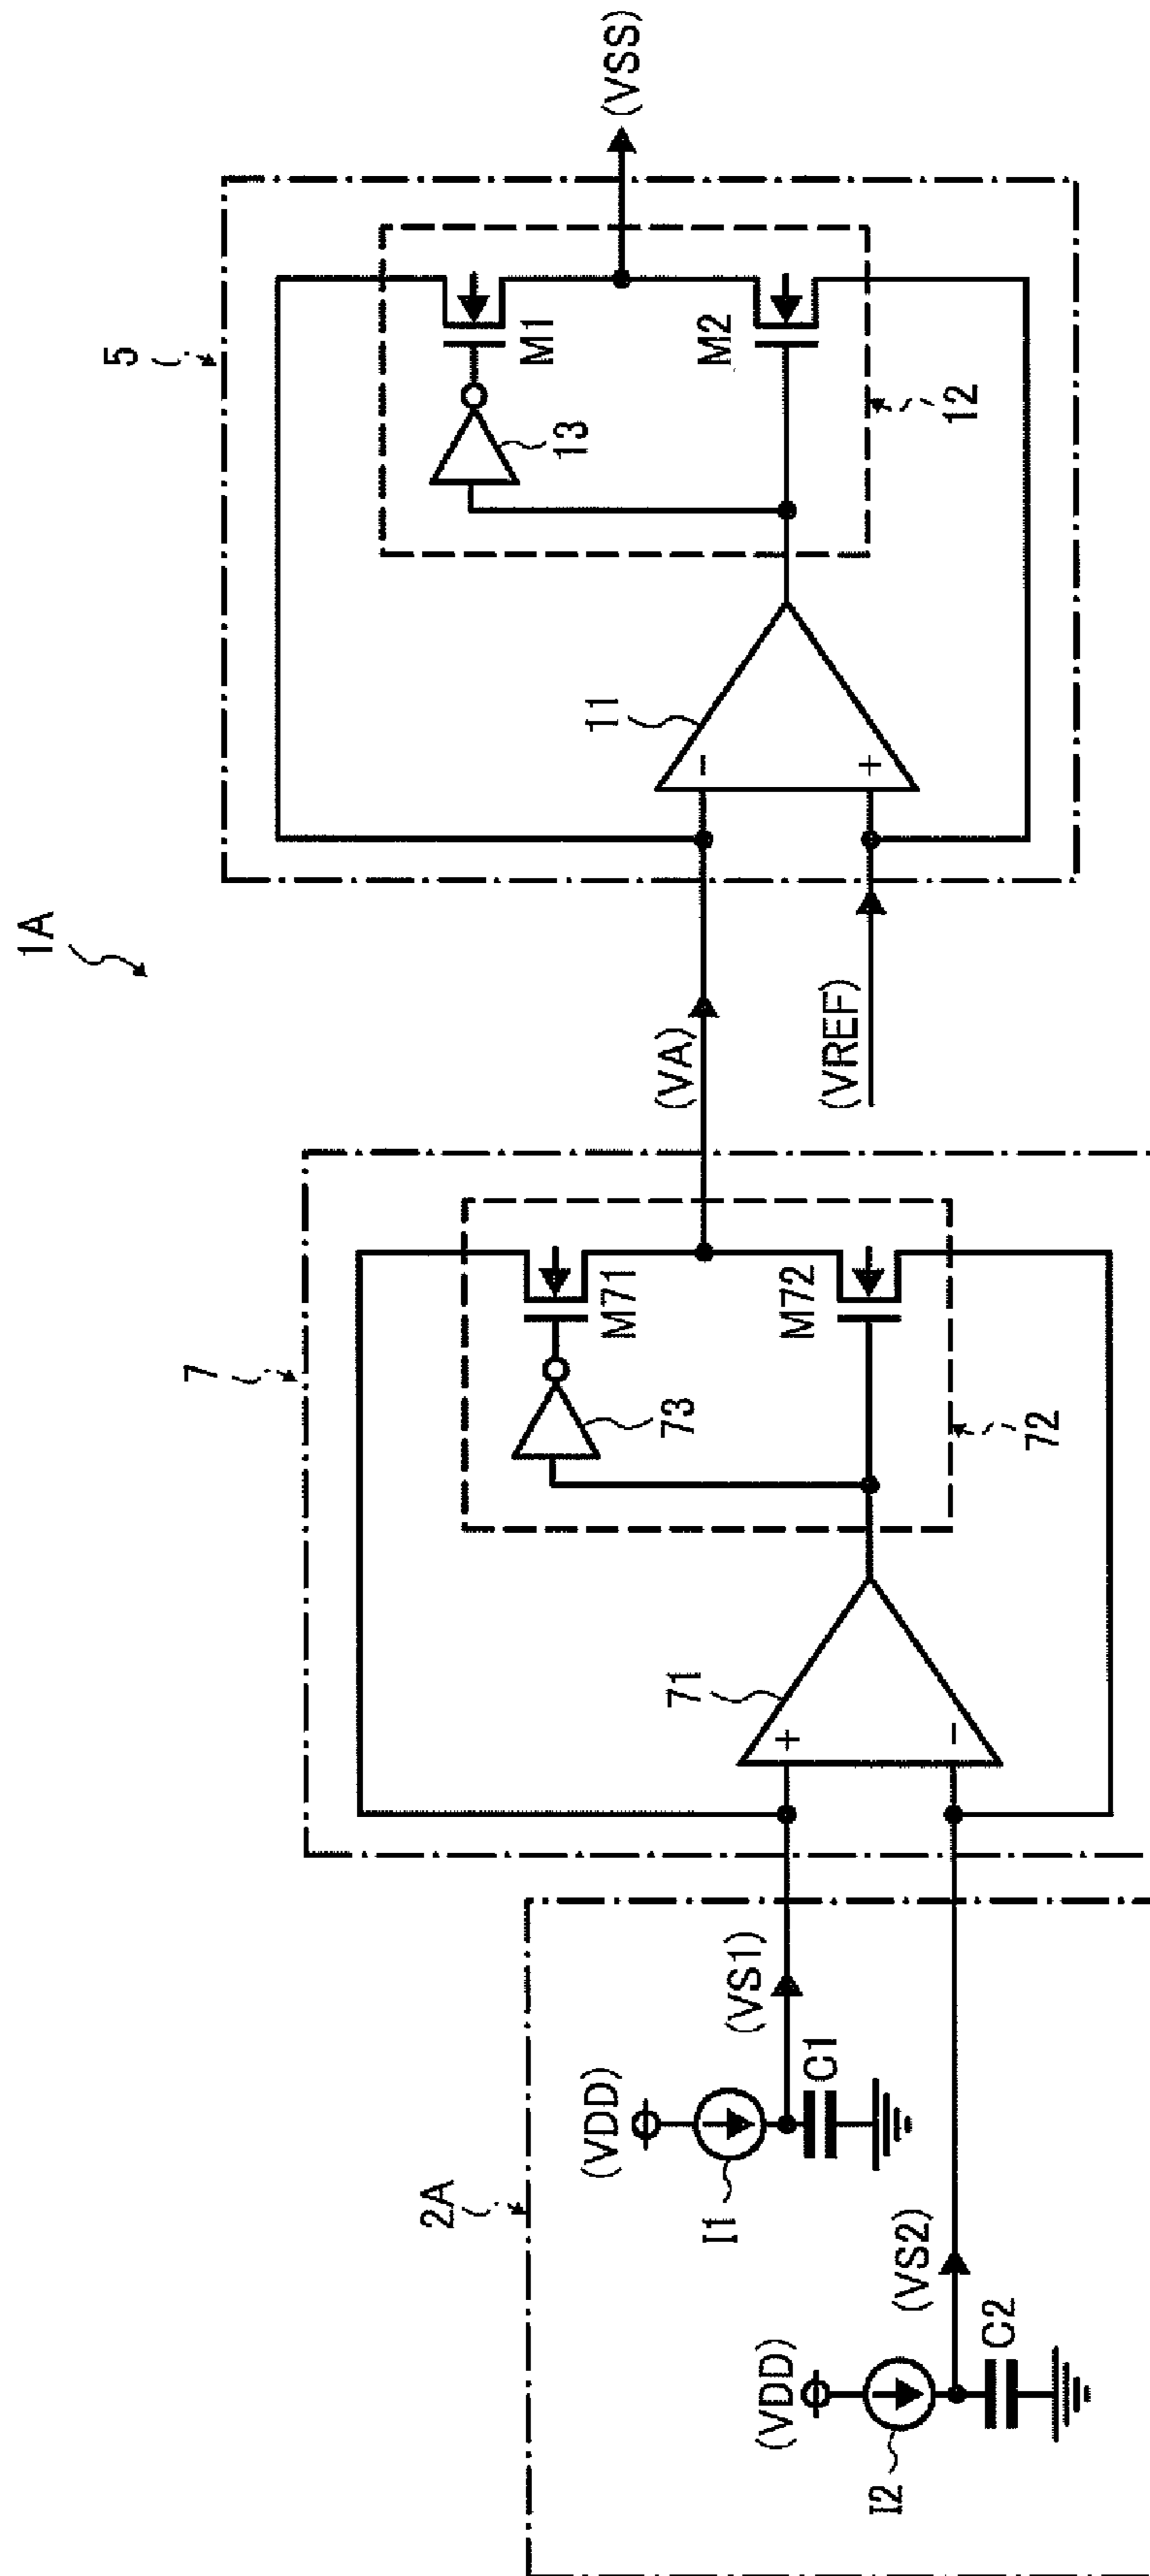 1A
2A
(VDD)
I1
C1
(VS1)
(VDD)
I2
C2
(VS2)
7
71
+
-
73
M71
M72
72
(VA)
(VREF)
5
11
-
+
13
M1
M2
12
(VSS)